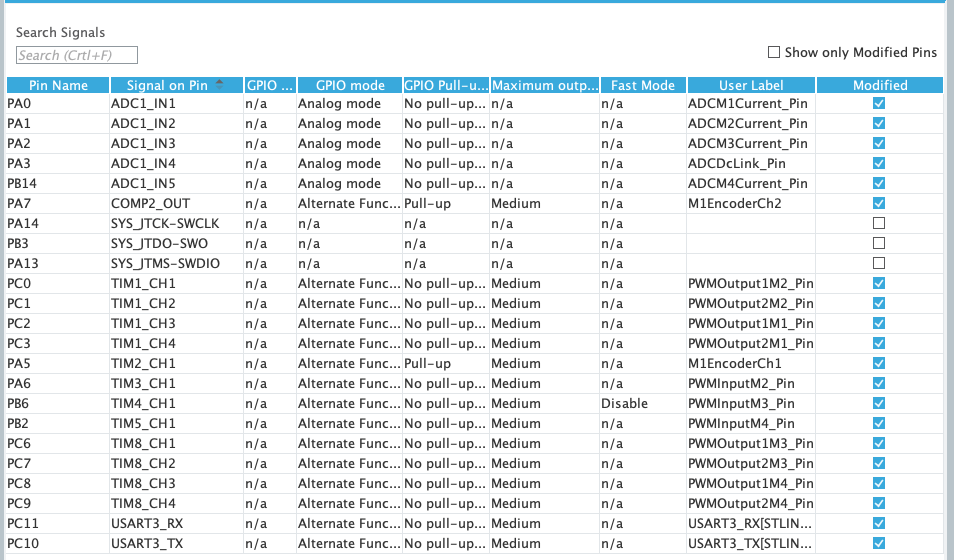 Search Signals
Search (Crtl+F)
Show only Modified Pins
Pin Name Signal on Pin GPIO ... GPIO mode GPIO Pull-u... Maximum outp... Fast Mode User Label Modified
PA0 ADC1_IN1 n/a Analog mode No pull-up... n/a n/a ADCM1Current_Pin
PA1 ADC1_IN2 n/a Analog mode No pull-up... n/a n/a ADCM2Current_Pin
PA2 ADC1_IN3 n/a Analog mode No pull-up... n/a n/a ADCM3Current_Pin
PA3 ADC1_IN4 n/a Analog mode No pull-up... n/a n/a ADCDcLink_Pin
PB14 ADC1_IN5 n/a Analog mode No pull-up... n/a n/a ADCM4Current_Pin
PA7 COMP2_OUT n/a Alternate Func... Pull-up Medium n/a M1EncoderCh2
PA14 SYS_JTCK-SWCLK n/a n/a n/a n/a n/a
PB3 SYS_JTDO-SWO n/a n/a n/a n/a n/a
PA13 SYS_JTMS-SWDIO n/a n/a n/a n/a n/a
PC0 TIM1_CH1 n/a Alternate Func... No pull-up... Medium n/a PWMOutput1M2_Pin
PC1 TIM1_CH2 n/a Alternate Func... No pull-up... Medium n/a PWMOutput2M2_Pin
PC2 TIM1_CH3 n/a Alternate Func... No pull-up... Medium n/a PWMOutput1M1_Pin
PC3 TIM1_CH4 n/a Alternate Func... No pull-up... Medium n/a PWMOutput2M1_Pin
PA5 TIM2_CH1 n/a Alternate Func... Pull-up Medium n/a M1EncoderCh1
PA6 TIM3_CH1 n/a Alternate Func... No pull-up... Medium n/a PWMInputM2_Pin
PB6 TIM4_CH1 n/a Alternate Func... No pull-up... Medium Disable PWMInputM3_Pin
PB2 TIM5_CH1 n/a Alternate Func... No pull-up... Medium n/a PWMInputM4_Pin
PC6 TIM8_CH1 n/a Alternate Func... No pull-up... Medium n/a PWMOutput1M3_Pin
PC7 TIM8_CH2 n/a Alternate Func... No pull-up... Medium n/a PWMOutput2M3_Pin
PC8 TIM8_CH3 n/a Alternate Func... No pull-up... Medium n/a PWMOutput1M4_Pin
PC9 TIM8_CH4 n/a Alternate Func... No pull-up... Medium n/a PWMOutput2M4_Pin
PC11 USART3_RX n/a Alternate Func... No pull-up... Medium n/a USART3_RX[STLIN...
PC10 USART3_TX n/a Alternate Func... No pull-up... Medium n/a USART3_TX[STLIN...